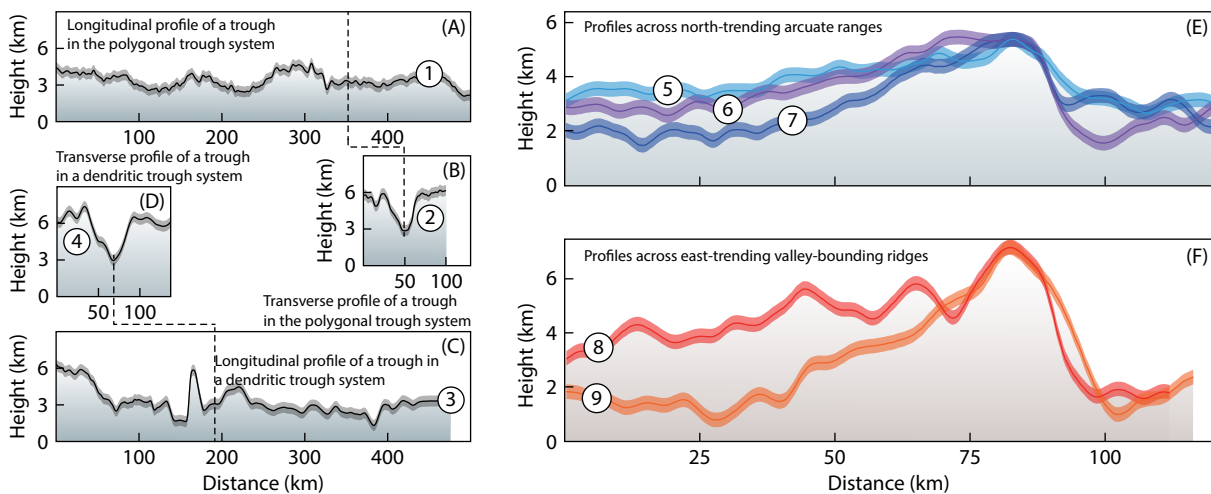 Longitudinal profile of a trough
in the polygonal trough system
(A)
Height (km)
6
3
0
1
100
200
300
400
Transverse profile of a trough
in a dendritic trough system
(D)
Height (km)
6
3
0
4
50
100
(B)
Height (km)
6
3
0
2
50
100
Transverse profile of a trough
in the polygonal trough system
(C)
Longitudinal profile of a trough in
a dendritic trough system
Height (km)
6
3
0
3
100
200
300
400
Distance (km)
Profiles across north-trending arcuate ranges
(E)
Height (km)
6
4
2
0
5
6
7
Profiles across east-trending valley-bounding ridges
(F)
Height (km)
6
4
2
0
8
9
25
50
75
100
Distance (km)